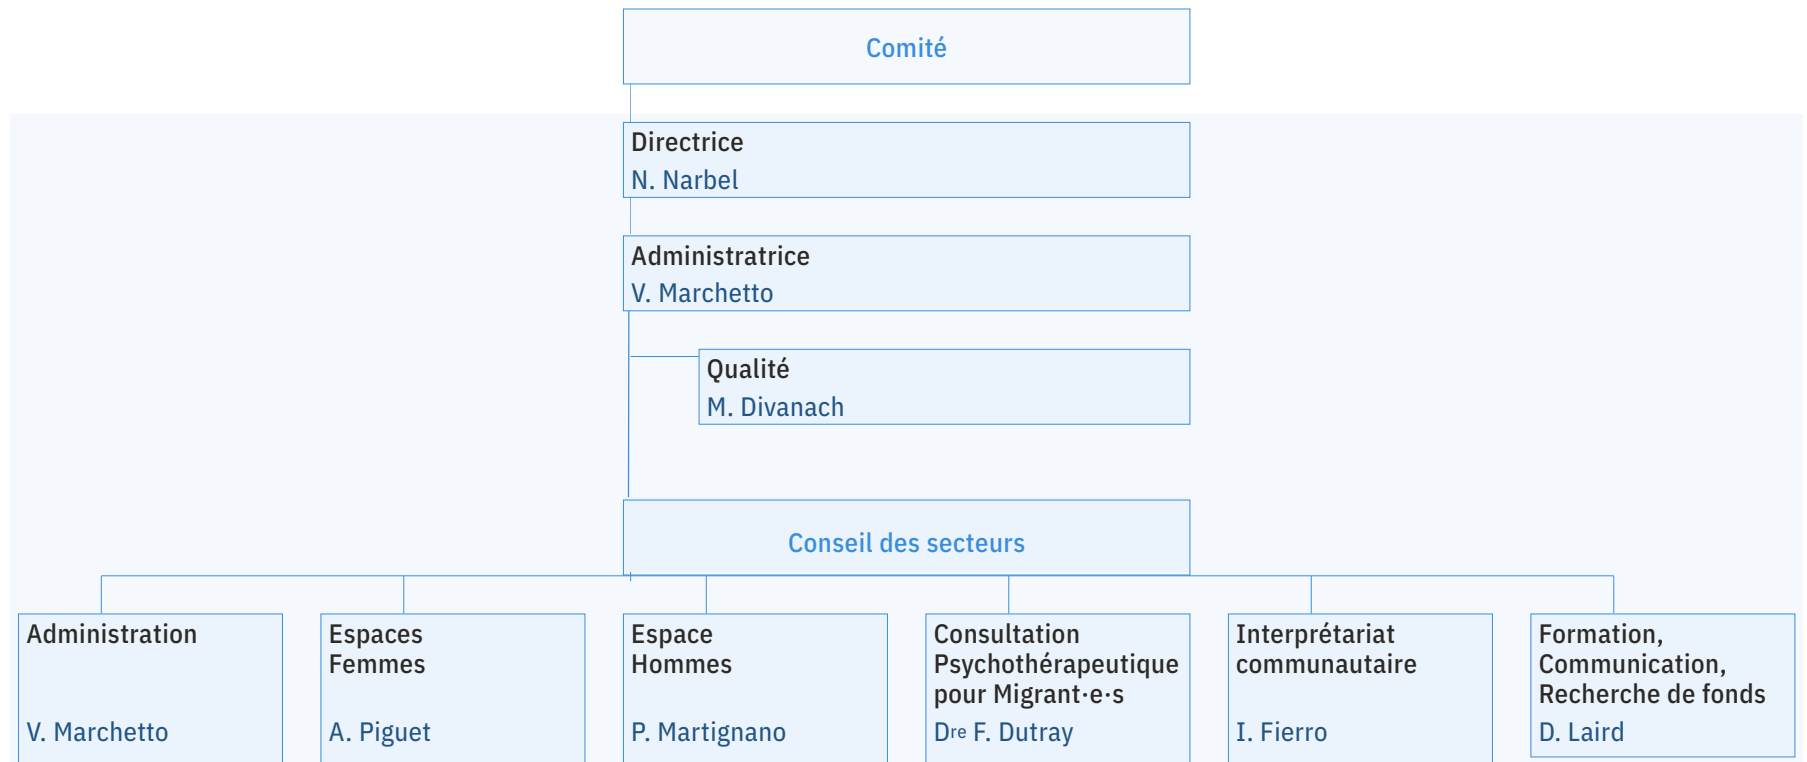 Comité
Directrice
N. Narbel
Administratrice
V. Marchetto
Qualité
M. Divanach
Conseil des secteurs
Administration
V. Marchetto
Espaces
Femmes
A. Piguet
Espace
Hommes
P. Martignano
Consultation
Psychothérapeutique
pour Migrant·e·s
Dre F. Dutray
Interprétariat
communautaire
I. Fierro
Formation,
Communication,
Recherche de fonds
D. Laird